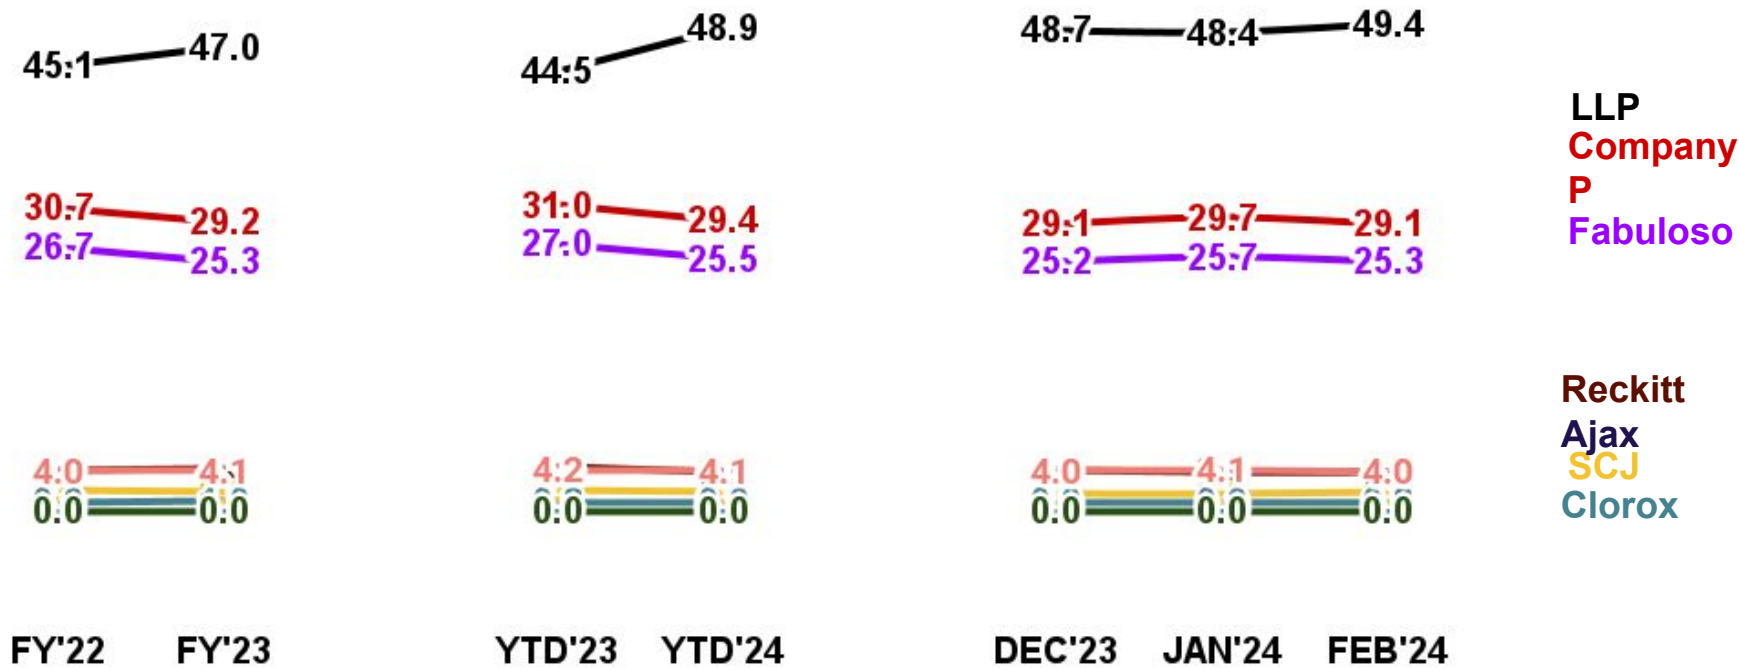 45.1 47.0 44.5 48.9 48.7 48.4 49.4
LLP
Company
P
30.7 29.2 31.0 29.4 29.1 29.7 29.1
Fabuloso
26.7 25.3 27.0 25.5 25.2 25.7 25.3
Reckitt
Ajax
SCJ
Clorox
4.0 4.1 4.2 4.1 4.0 4.1 4.0
0.0 0.0 0.0 0.0 0.0 0.0 0.0
FY'22 FY'23 YTD'23 YTD'24 DEC'23 JAN'24 FEB'24